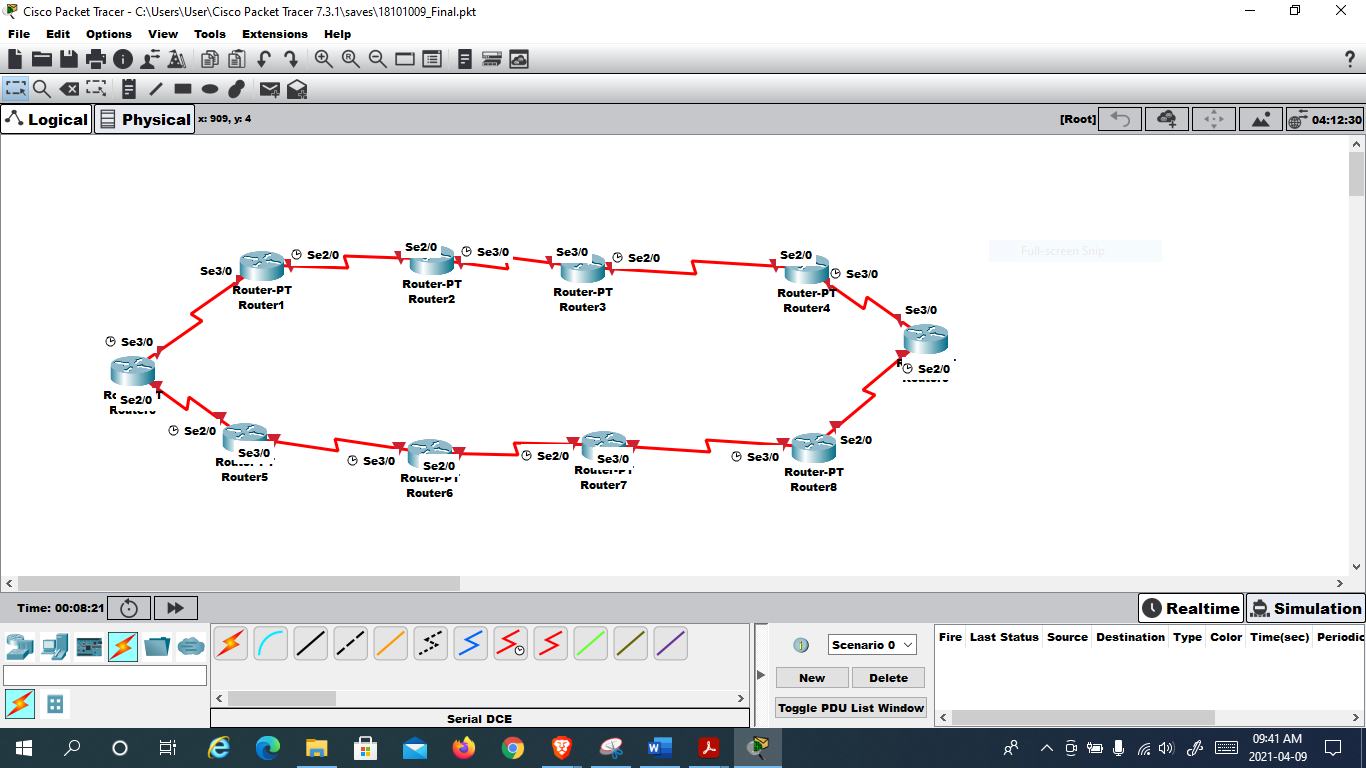 Cisco Packet Tracer - C:\Users\User\Cisco Packet Tracer 7.3.1\saves\18101009_Final.pkt
File Edit Options View Tools Extensions Help
Logical Physical x: 909, y: 4 [Root] 04:12:30
Full-screen Snip
Se3/0 Se2/0 Se2/0 Se3/0 Se3/0 Se2/0 Se2/0 Se3/0
Router-PT
Router1
Router-PT
Router2
Router-PT
Router3
Router-PT
Router4
Se3/0
Se3/0
Se2/0
Se2/0
Se2/0
Se3/0
Router5
Se3/0
Se2/0
Router6
Se2/0
Se3/0
Router-PT
Router7
Se3/0
Se2/0
Router-PT
Router8
Time: 00:08:21 Realtime Simulation
Scenario 0
New Delete
Toggle PDU List Window
Fire Last Status Source Destination Type Color Time(sec) Periodic
Serial DCE
09:41 AM
2021-04-09